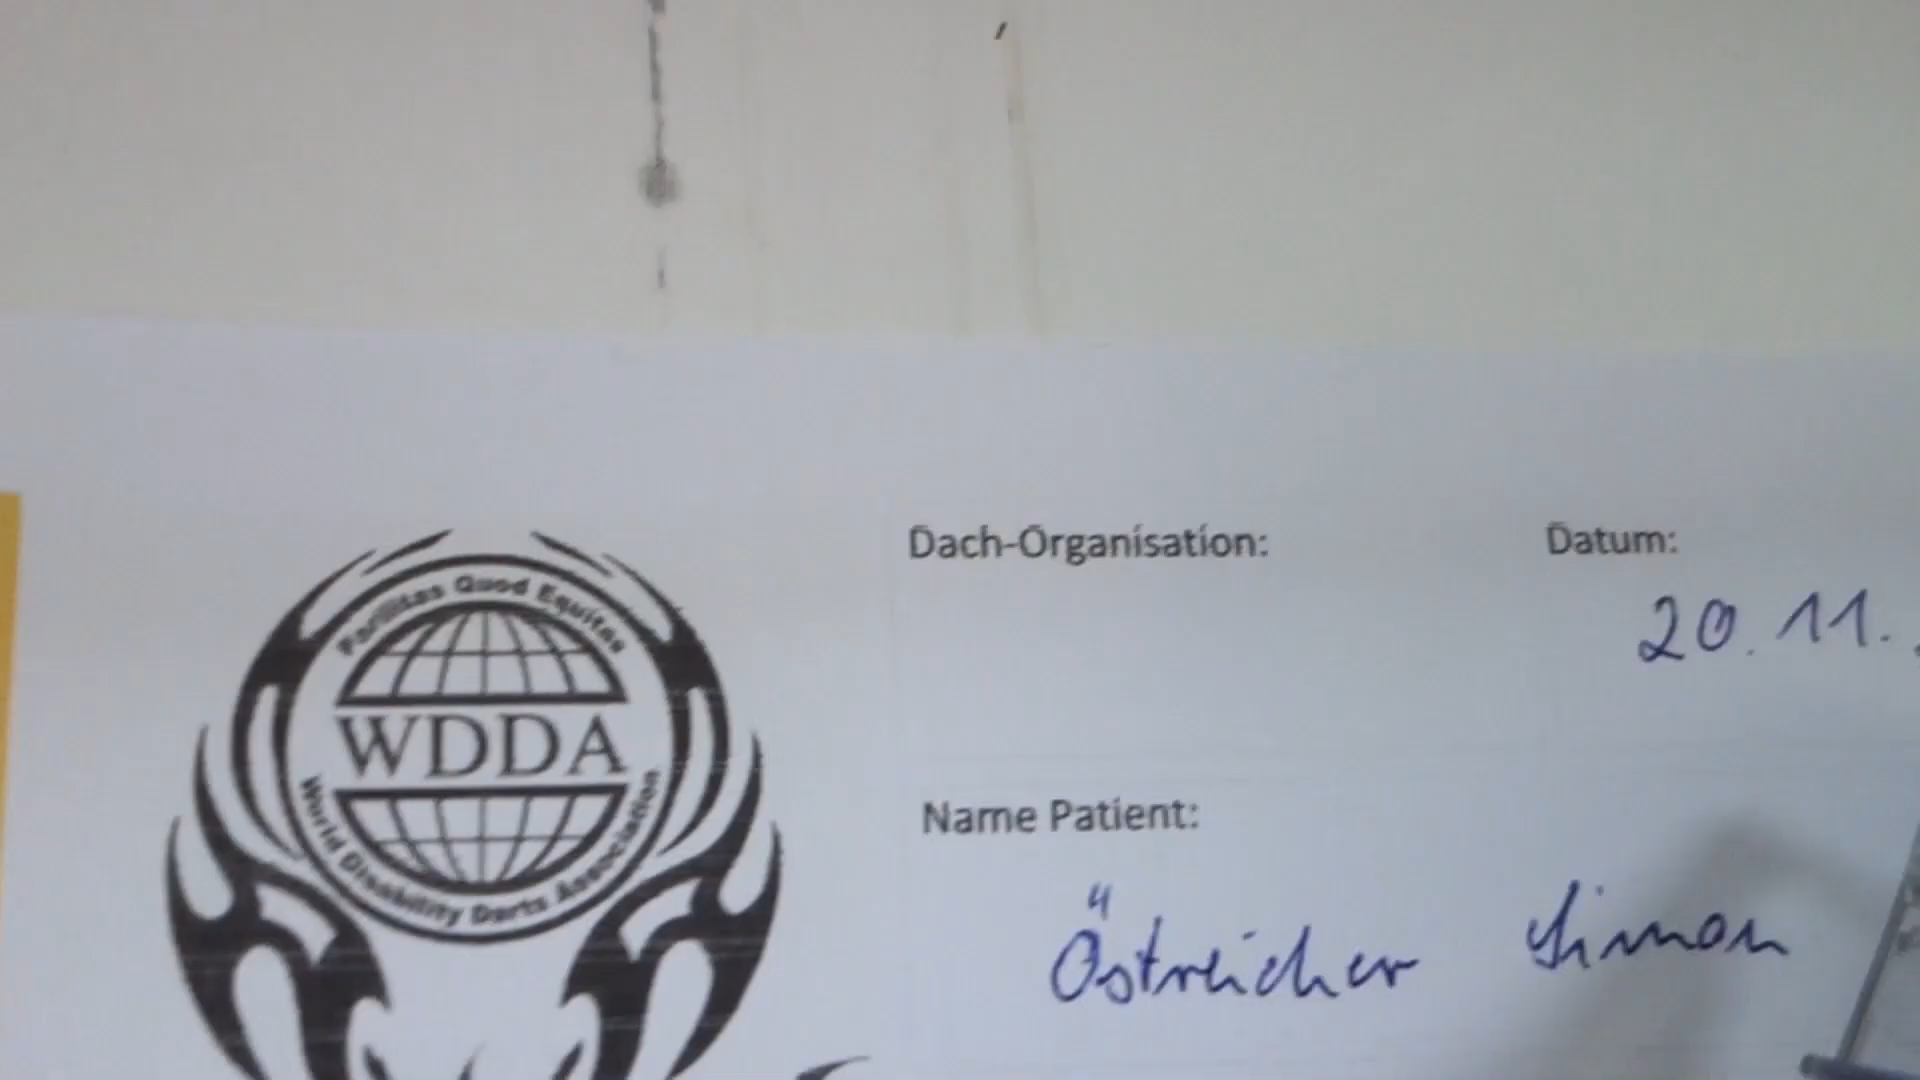 Facilitas Quod Equitas
WDDA
World Disability Darts Association
Dach-Organisation:
Datum:
20.11.
Name Patient:
Östreicher Simon